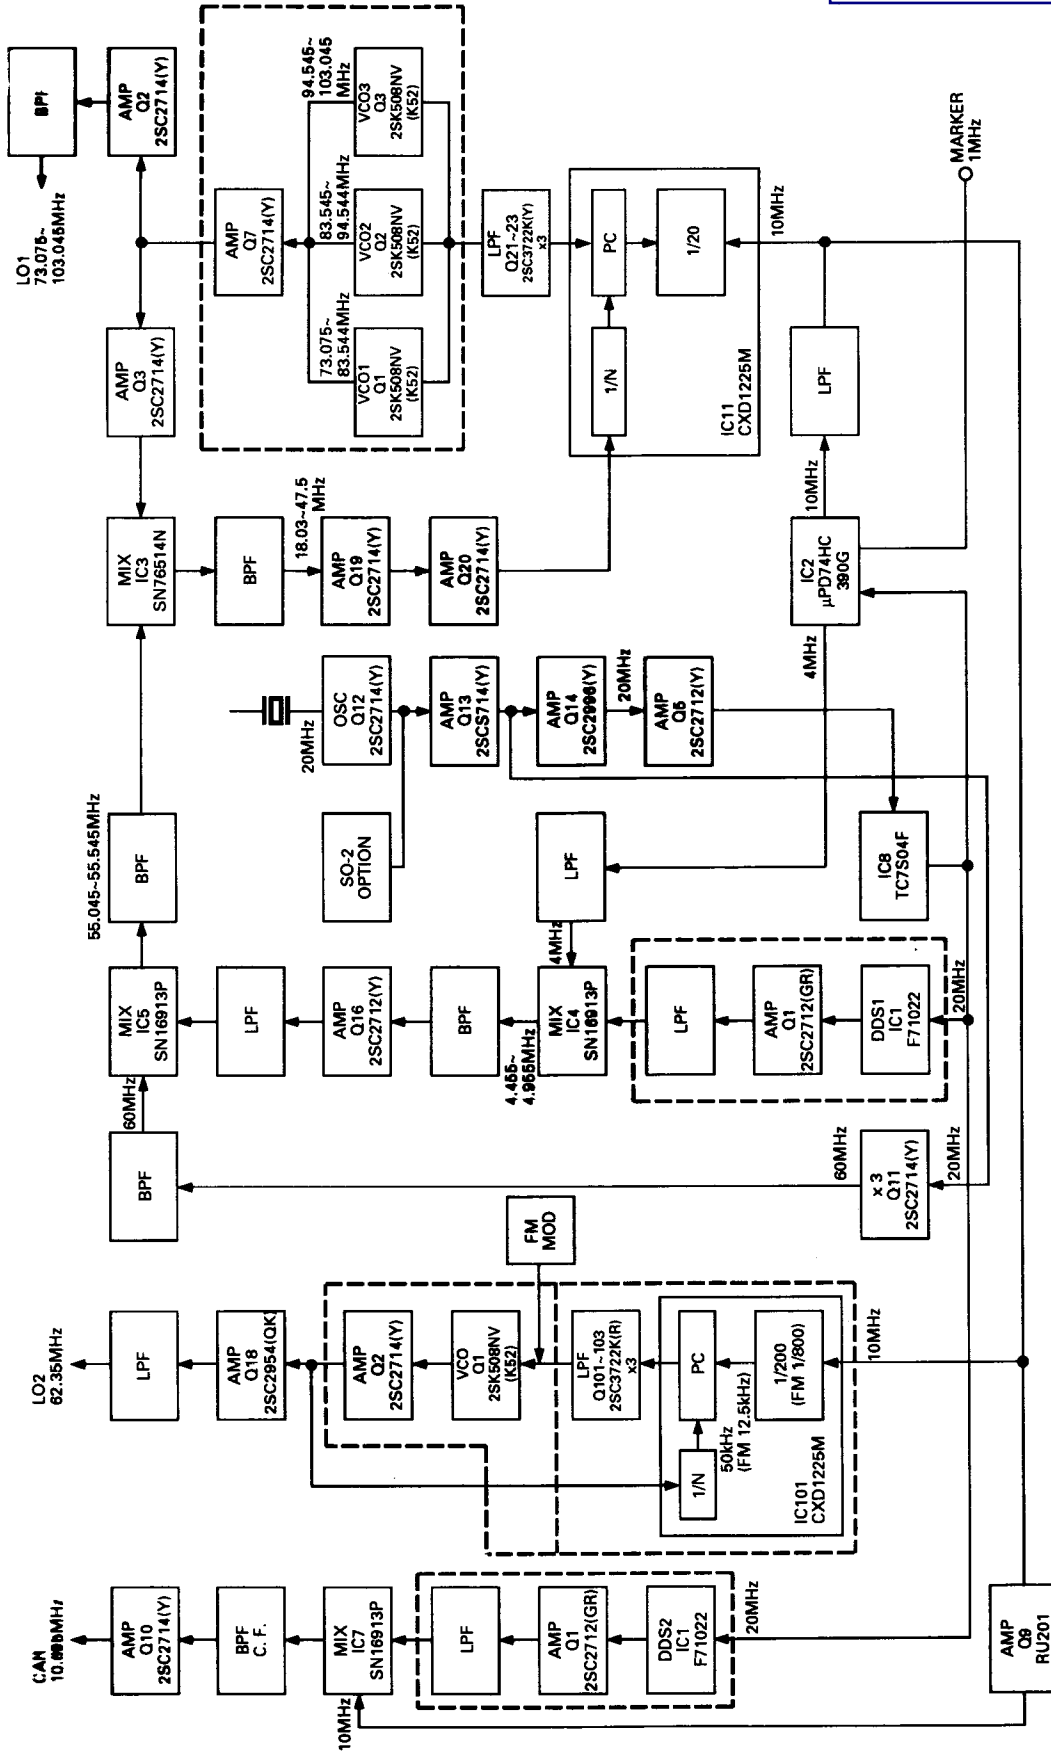 CAR
AMP
Q10
2SC2714(Y)
BPF
C. F.
MIX
IC7
SN16913P
10MHz
LPF
AMP
Q1
2SC2712(GR)
DDS2
IC1
F71022
20MHz
AMP
Q9
RU201
LO2
62.35MHz
LPF
AMP
Q18
2SC2954(QK)
AMP
Q2
2SC2714(Y)
VCO
Q1
2SK508NV
(K52)
LPF
Q101~103
2SC3722K(R)
x3
PC
1/N
50kHz
(FM 12.5kHz)
1/200
(FM 1/800)
IC101
CXD1225M
10MHz
FM
MOD
BPF
60MHz
60MHz
x 3
Q11
2SC2714(Y)
20MHz
MIX
IC5
SN16913P
LPF
AMP
Q16
2SC2712(Y)
BPF
4.455~
4.955MHz
MIX
IC4
SN16913P
4MHz
LPF
LPF
AMP
Q1
2SC2712(GR)
DDS1
IC1
F71022
20MHz
55.045~55.545MHz
BPF
SO-2
OPTION
20MHz
OSC
Q12
2SC2714(Y)
AMP
Q13
2SCS714(Y)
AMP
Q14
2SC2996(Y)
20MHz
AMP
Q5
2SC2712(Y)
IC8
TC7S04F
MIX
IC3
SN76514N
BPF
18.03~47.5
MHz
AMP
Q19
2SC2714(Y)
AMP
Q20
2SC2714(Y)
4MHz
IC2
µPD74HC
390G
10MHz
LPF
10MHz
MARKER
1MHz
LO1
73.075~
103.045MHz
BPF
AMP
Q2
2SC2714(Y)
AMP
Q3
2SC2714(Y)
AMP
Q7
2SC2714(Y)
73.075~
83.544MHz
83.545~
94.544MHz
94.545~
103.045
MHz
VCO1
Q1
2SK508NV
(K52)
VCO2
Q2
2SK508NV
(K52)
VCO3
Q3
2SK508NV
(K52)
LPF
Q21~23
2SC3722K(Y)
x3
1/N
PC
1/20
IC11
CXD1225M